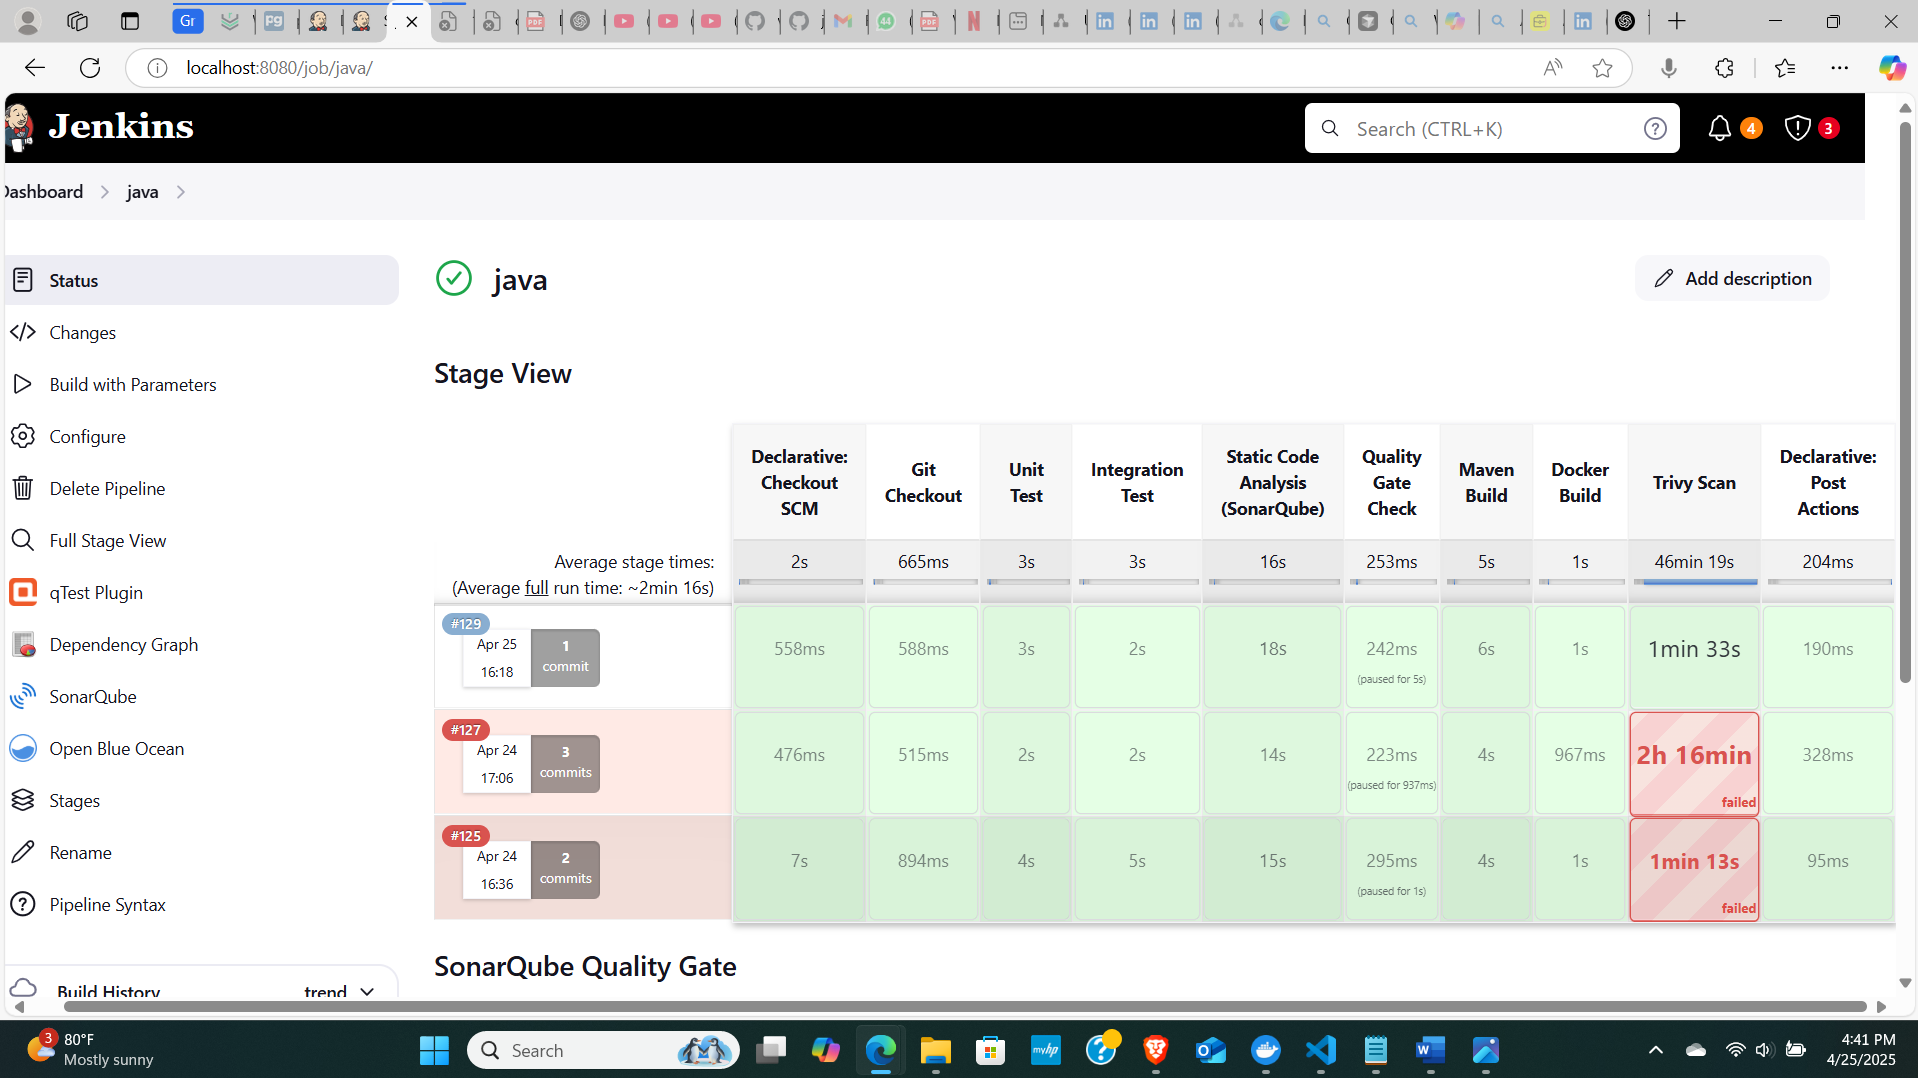 Gr
localhost:8080/job/java/
Jenkins
Search (CTRL+K)
4
3
Dashboard
java
Status
Changes
Build with Parameters
Configure
Delete Pipeline
Full Stage View
qTest Plugin
Dependency Graph
SonarQube
Open Blue Ocean
Stages
Rename
Pipeline Syntax
Build History
trend
java
Add description
Stage View
Declarative:
Checkout
SCM
Git
Checkout
Unit
Test
Integration
Test
Static Code
Analysis
(SonarQube)
Quality
Gate
Check
Maven
Build
Docker
Build
Trivy Scan
Declarative:
Post
Actions
Average stage times:
(Average full run time: ~2min 16s)
2s
665ms
3s
3s
16s
253ms
5s
1s
46min 19s
204ms
#129
Apr 25
16:18
1
commit
558ms
588ms
3s
2s
18s
242ms
(paused for 5s)
6s
1s
1min 33s
190ms
#127
Apr 24
17:06
3
commits
476ms
515ms
2s
2s
14s
223ms
(paused for 937ms)
4s
967ms
2h 16min
failed
328ms
#125
Apr 24
16:36
2
commits
7s
894ms
4s
5s
15s
295ms
(paused for 1s)
4s
1s
1min 13s
failed
95ms
SonarQube Quality Gate
3
80°F
Mostly sunny
Search
myhp
4:41 PM
4/25/2025